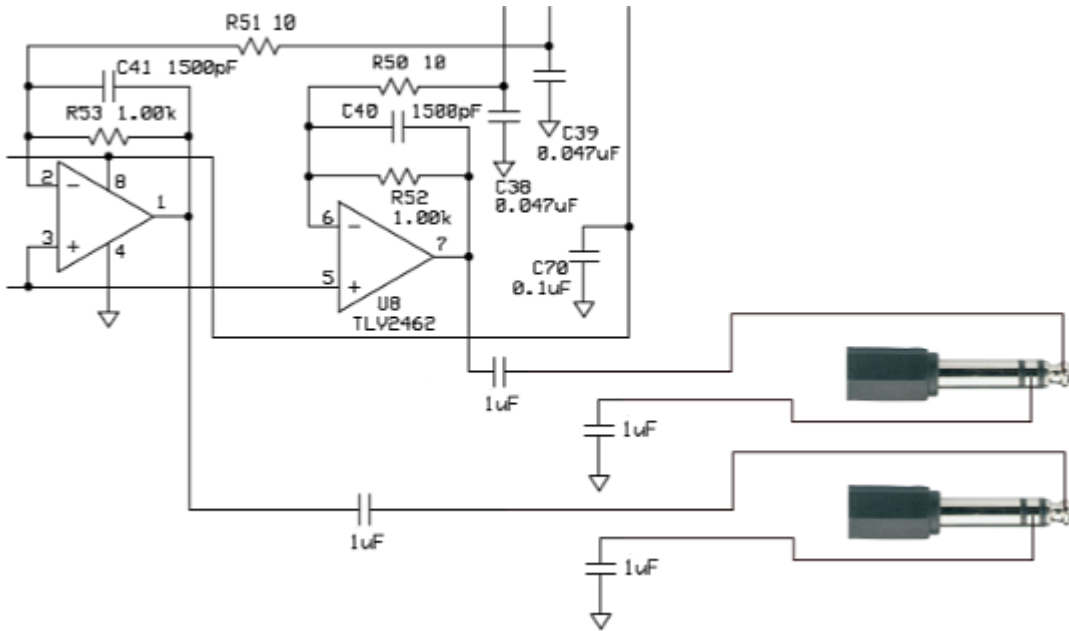 R51 10
C41 1500pF
R53 1.00k
2
3
8
4
1
R50 10
C40 1500pF
R52
1.00k
6
5
7
U8
TLV2462
C38
0.047uF
C39
0.047uF
C70
0.1uF
1uF
1uF
1uF
1uF